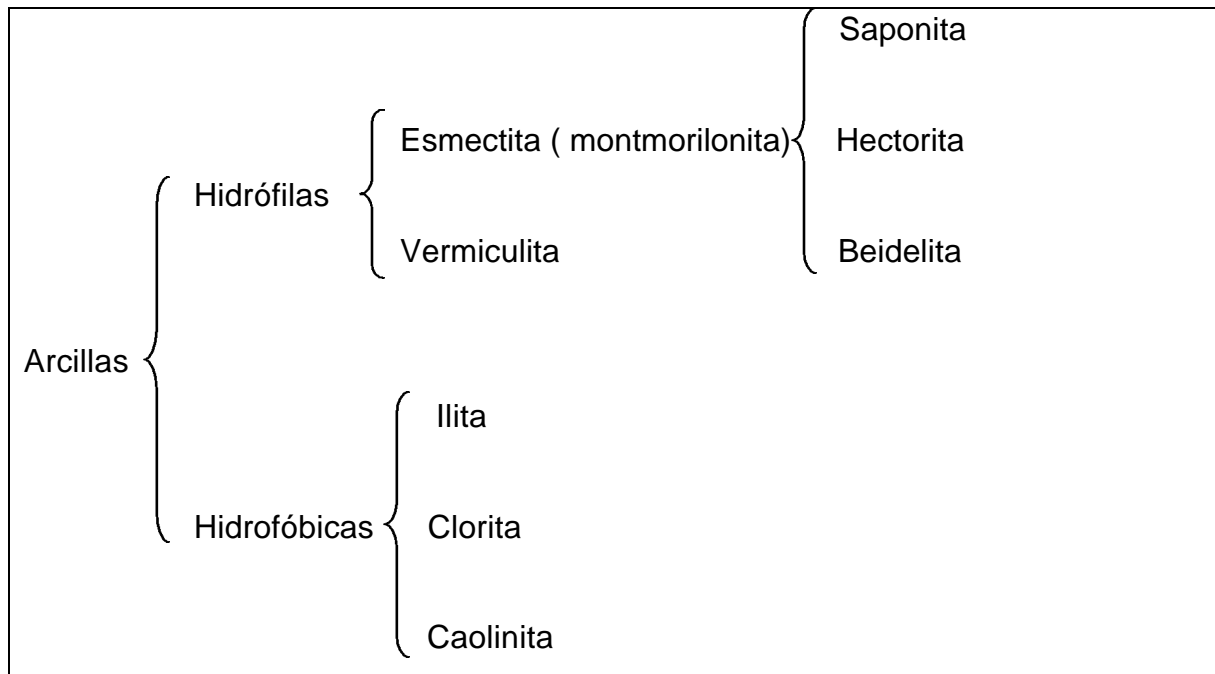 Saponita
Esmectita ( montmorilonita)
Hectorita
Hidrófilas
Vermiculita
Beidelita
Arcillas
Ilita
Hidrofóbicas
Clorita
Caolinita